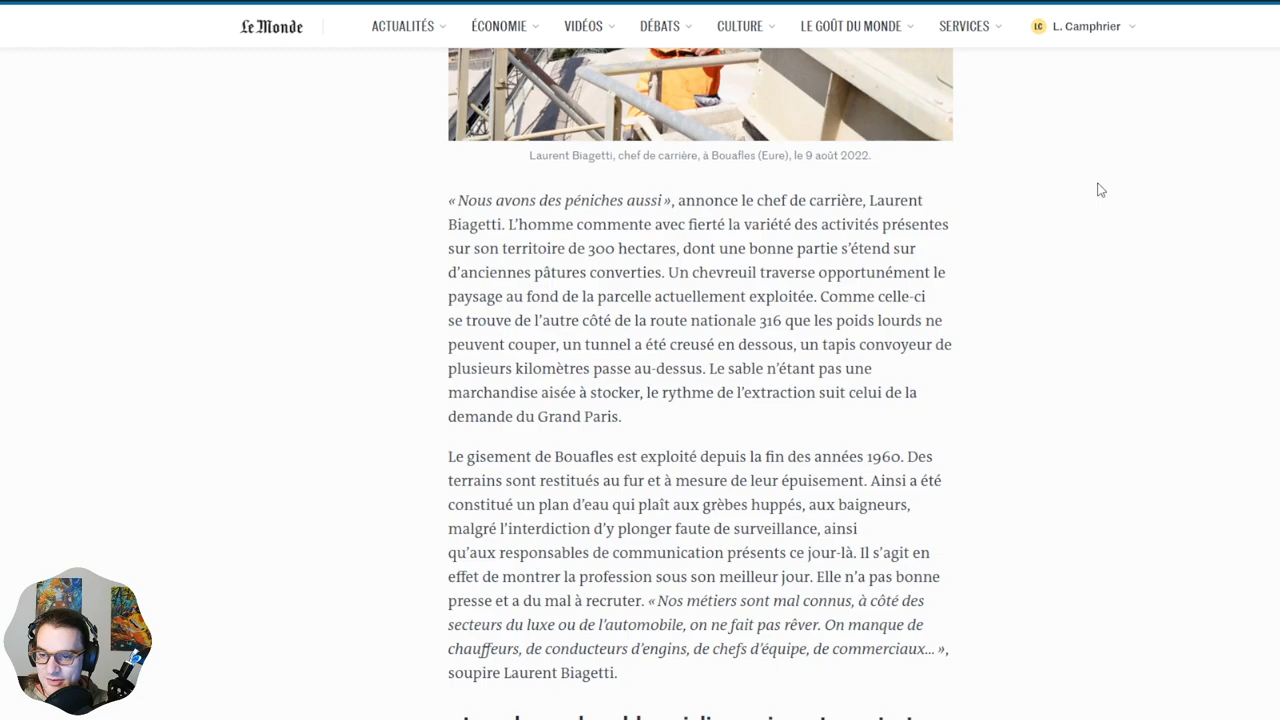 Le Monde
ACTUALITÉS
ÉCONOMIE
VIDÉOS
DÉBATS
CULTURE
LE GOÛT DU MONDE
SERVICES
LC
L. Camphrier
Laurent Biagetti, chef de carrière, à Bouafles (Eure), le 9 août 2022.
« Nous avons des péniches aussi », annonce le chef de carrière, Laurent
Biagetti. L’homme commente avec fierté la variété des activités présentes
sur son territoire de 300 hectares, dont une bonne partie s’étend sur
d’anciennes pâtures converties. Un chevreuil traverse opportunément le
paysage au fond de la parcelle actuellement exploitée. Comme celle-ci
se trouve de l’autre côté de la route nationale 316 que les poids lourds ne
peuvent couper, un tunnel a été creusé en dessous, un tapis convoyeur de
plusieurs kilomètres passe au-dessus. Le sable n’étant pas une
marchandise aisée à stocker, le rythme de l’extraction suit celui de la
demande du Grand Paris.
Le gisement de Bouafles est exploité depuis la fin des années 1960. Des
terrains sont restitués au fur et à mesure de leur épuisement. Ainsi a été
constitué un plan d’eau qui plaît aux grèbes huppés, aux baigneurs,
malgré l’interdiction d’y plonger faute de surveillance, ainsi
qu’aux responsables de communication présents ce jour-là. Il s’agit en
effet de montrer la profession sous son meilleur jour. Elle n’a pas bonne
presse et a du mal à recruter. « Nos métiers sont mal connus, à côté des
secteurs du luxe ou de l’automobile, on ne fait pas rêver. On manque de
chauffeurs, de conducteurs d’engins, de chefs d’équipe, de commerciaux… »,
soupire Laurent Biagetti.